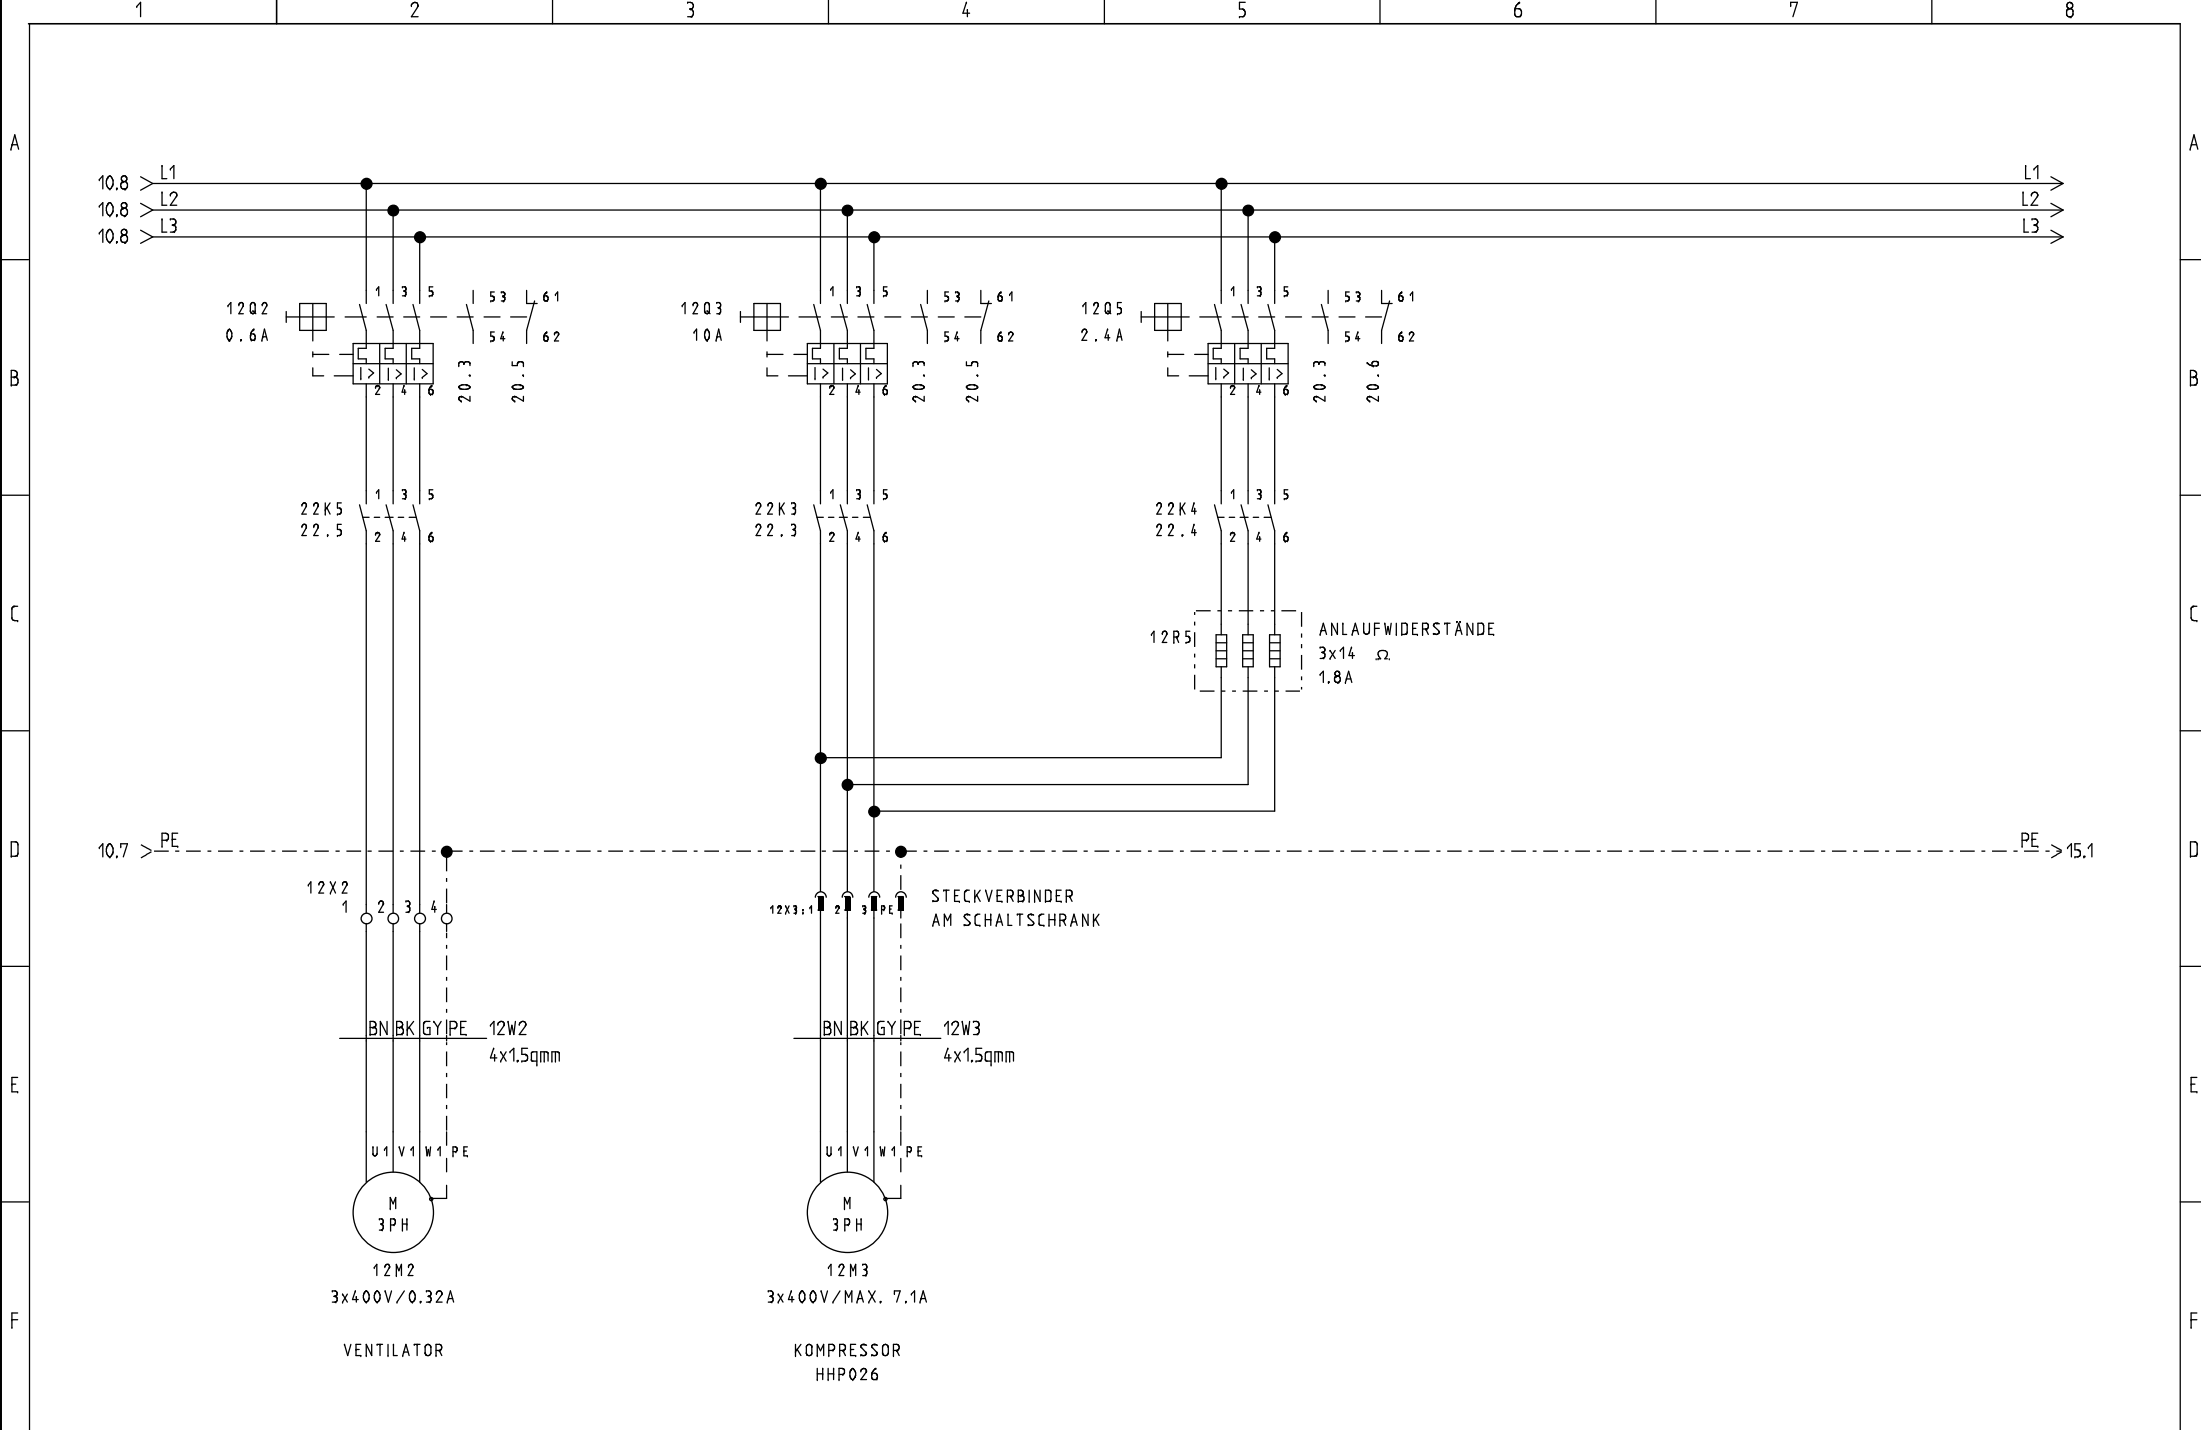 1 2 3 4 5 6 7 8
A A
10.8 L1 L1
10.8 L2 L2
10.8 L3 L3
1 3 5 53 61 1 3 5 53 61 1 3 5 53 61
12Q2 12Q3 12Q5
0.6A 54 62 10A 54 62 2.4A 54 62
I> I> I> I> I> I> I> I> I>
20.3 20.5 20.3 20.5 20.3 20.6
B B
2 4 6 2 4 6 2 4 6
1 3 5 1 3 5 1 3 5
22K5 22K3 22K4
22.5 22.3 22.4
2 4 6 2 4 6 2 4 6
C C
12R5 ANLAUFWIDERSTÄNDE
3x14 Ω
1.8A
PE PE
D 10.7 15.1 D
12X2
1 2 3 4
STECKVERBINDER
12X3:1 2 3 PE
AM SCHALTSCHRANK
BN BK GY PE 12W2 BN BK GY PE 12W3
4x1.5qmm 4x1.5qmm
E E
U1 V1 W1 PE U1 V1 W1 PE
M M
3PH 3PH
12M2 12M3
3x400V/0.32A 3x400V/MAX. 7.1A
F F
VENTILATOR KOMPRESSOR
HHP026